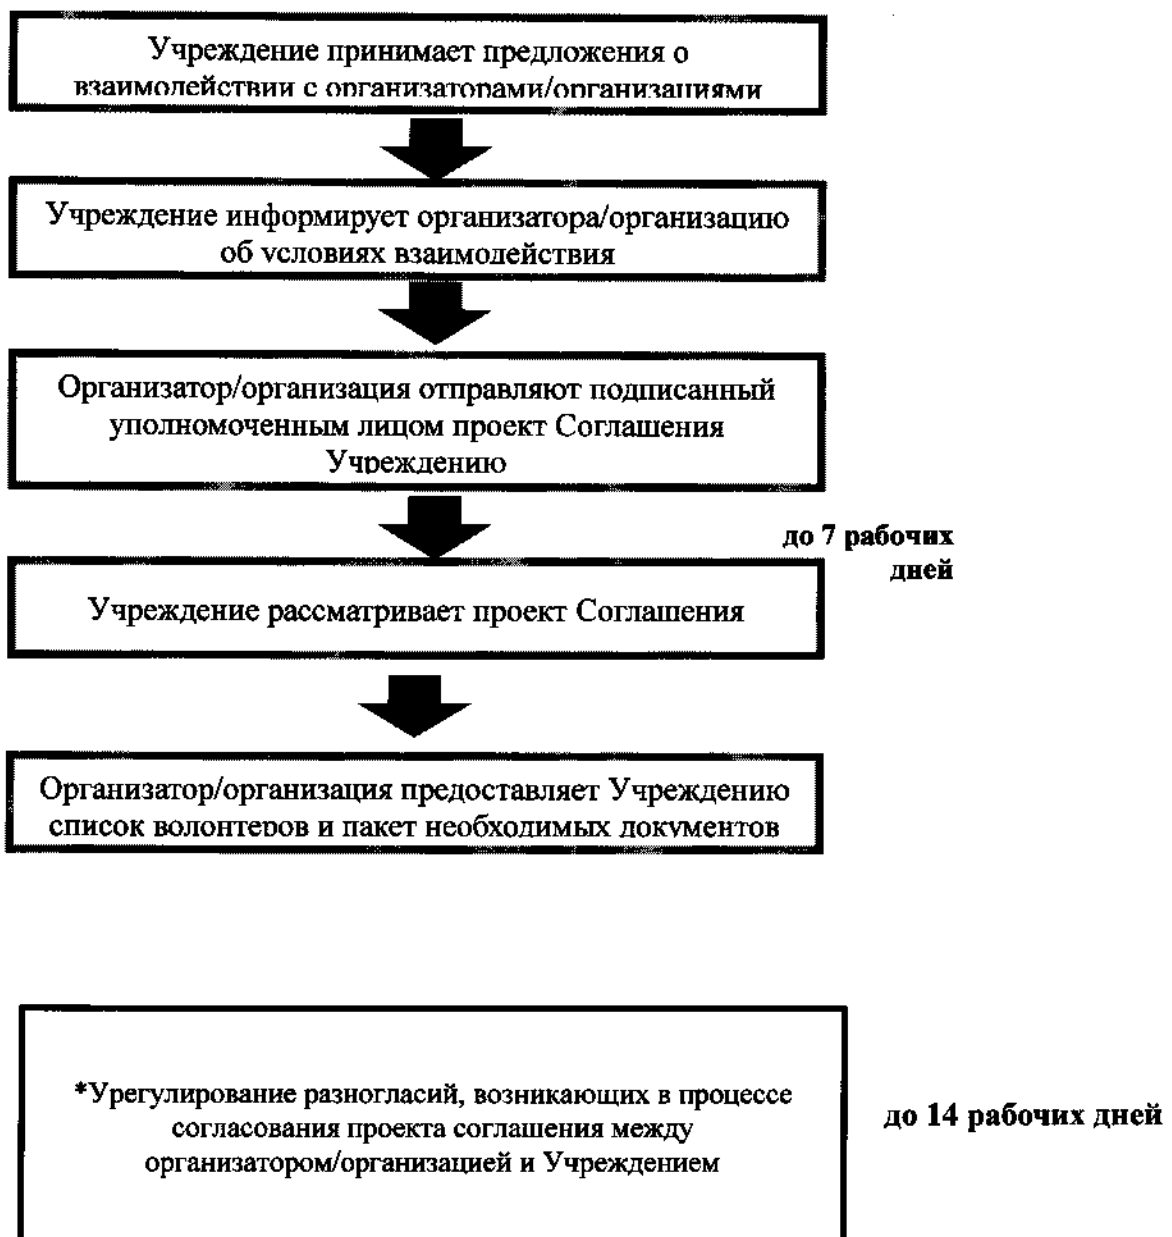 Учреждение принимает предложения о
взаимодействии с организаторами/организациями
Учреждение информирует организатора/организацию
об условиях взаимодействия
Организатор/организация отправляют подписанный
уполномоченным лицом проект Соглашения
Учреждению
до 7 рабочих
дней
Учреждение рассматривает проект Соглашения
Организатор/организация предоставляет Учреждению
список волонтеров и пакет необходимых документов
*Урегулирование разногласий, возникающих в процессе
согласования проекта соглашения между
организатором/организацией и Учреждением
до 14 рабочих дней